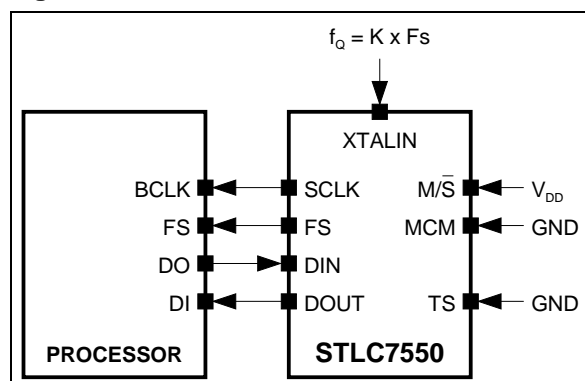 f_Q = K x Fs
XTALIN
BCLK SCLK M/S̅ V_DD
FS FS MCM GND
DO DIN
DI DOUT TS GND
PROCESSOR STLC7550